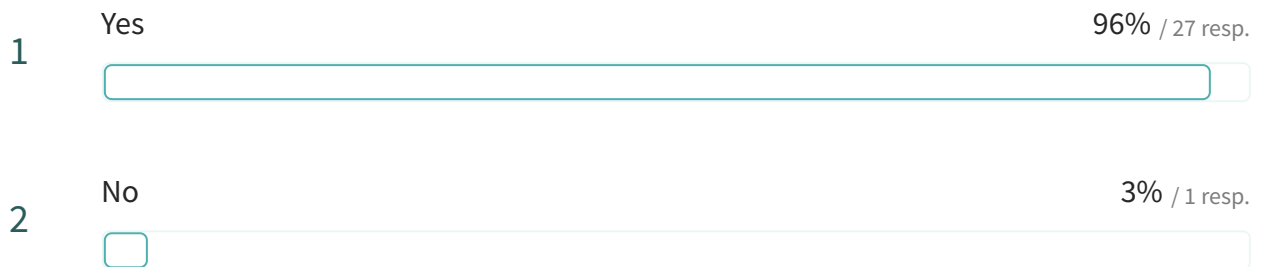 1
Yes 96% / 27 resp.
2
No 3% / 1 resp.